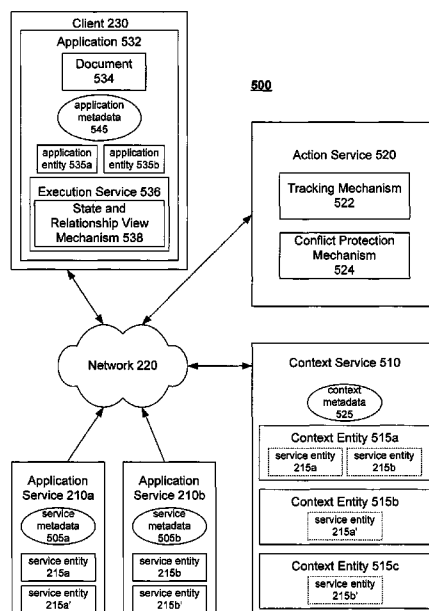 Client 230
Application 532
Document
534
application
metadata
545
application
entity 535a
application
entity 535b
Execution Service 536
State and
Relationship View
Mechanism 538
500
Action Service 520
Tracking Mechanism
522
Conflict Protection
Mechanism
524
Network 220
Context Service 510
context
metadata
525
Context Entity 515a
service entity
215a
service entity
215b
Context Entity 515b
service entity
215a'
Context Entity 515c
service entity
215b'
Application
Service 210a
service
metadata
505a
service entity
215a
service entity
215a'
Application
Service 210b
service
metadata
505b
service entity
215b
service entity
215b'